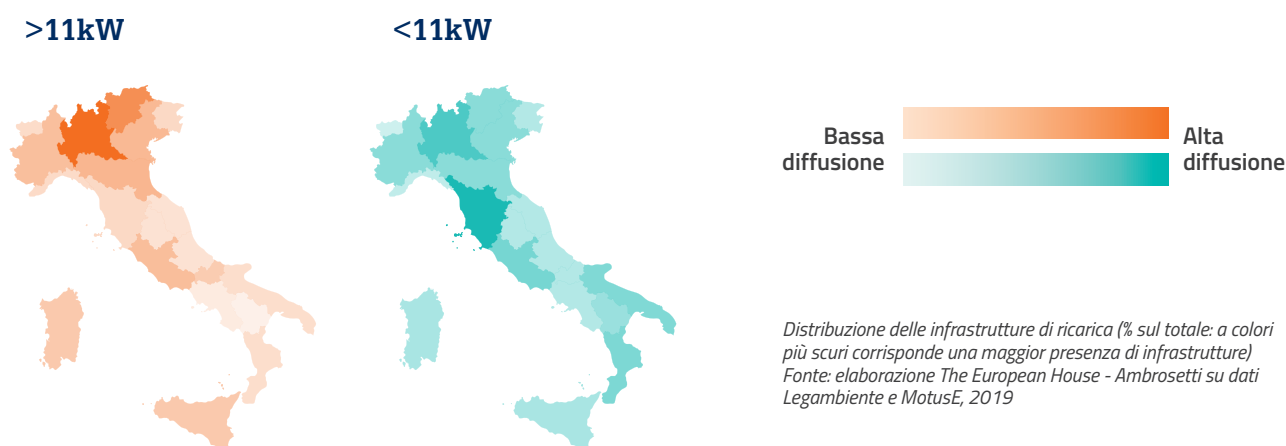 >11kW
<11kW
Bassa
diffusione
Alta
diffusione
Distribuzione delle infrastrutture di ricarica (% sul totale: a colori
più scuri corrisponde una maggior presenza di infrastrutture)
Fonte: elaborazione The European House - Ambrosetti su dati
Legambiente e MotusE, 2019